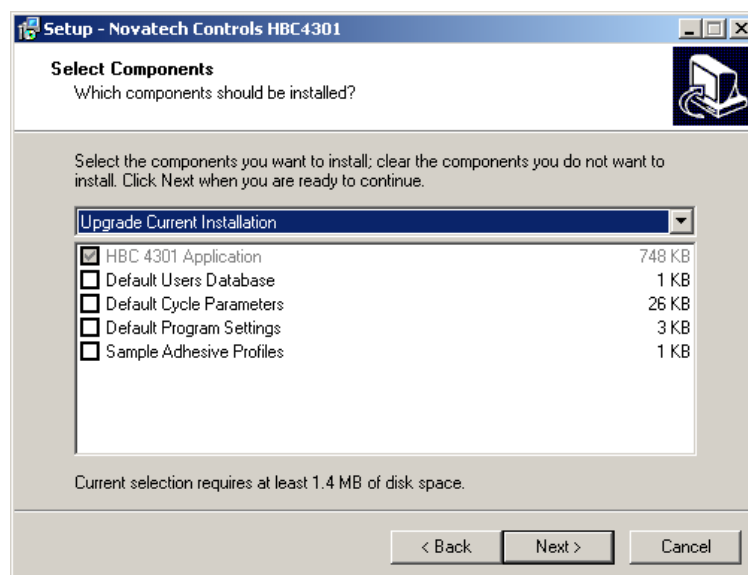 Setup - Novatech Controls HBC4301
Select Components
Which components should be installed?
Select the components you want to install; clear the components you do not want to
install. Click Next when you are ready to continue.
Upgrade Current Installation
HBC 4301 Application 748 KB
Default Users Database 1 KB
Default Cycle Parameters 26 KB
Default Program Settings 3 KB
Sample Adhesive Profiles 1 KB
Current selection requires at least 1.4 MB of disk space.
< Back Next > Cancel